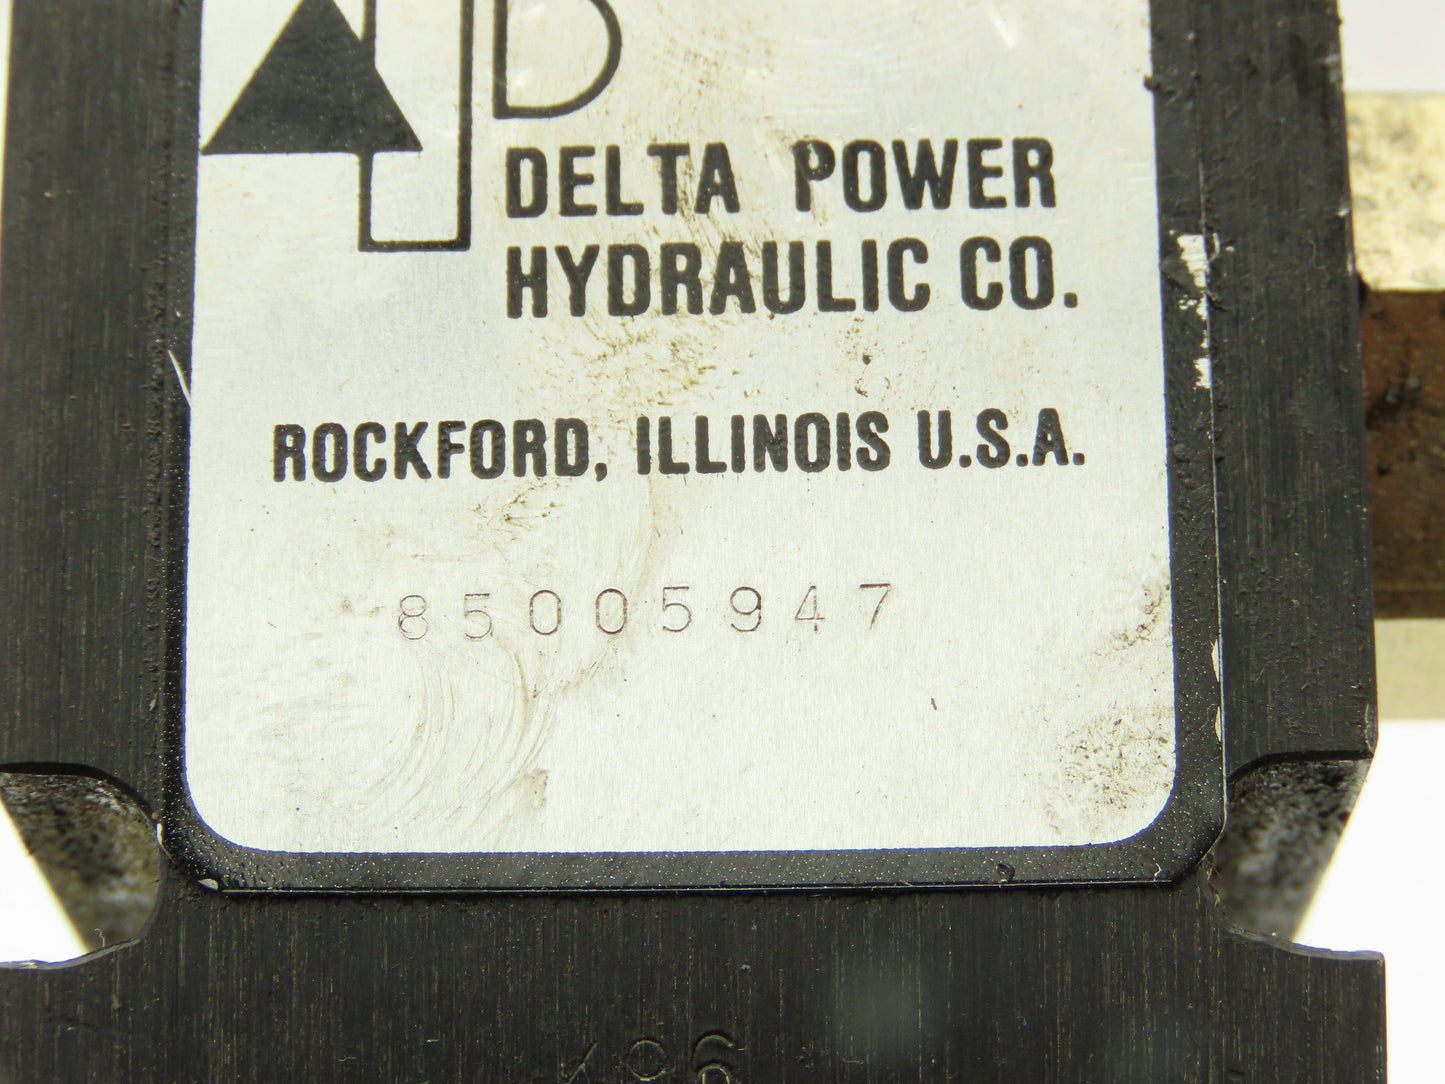 D
DELTA POWER
HYDRAULIC CO.
ROCKFORD, ILLINOIS U.S.A.
85005947